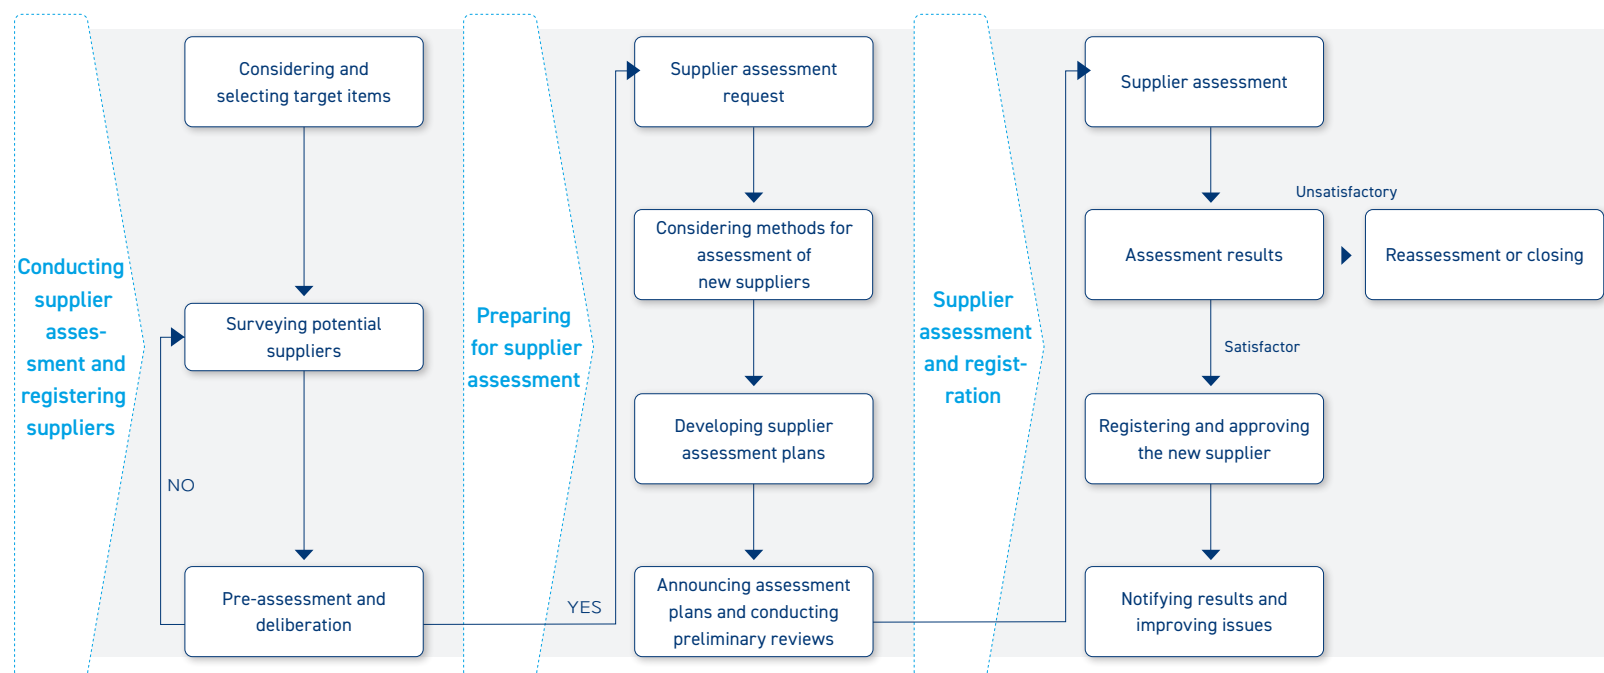 Conducting
supplier
asses-
sment and
registering
suppliers
Considering and
selecting target items
Surveying potential
suppliers
NO
Pre-assessment and
deliberation
YES
Preparing
for supplier
assessment
Supplier assessment
request
Considering methods for
assessment of
new suppliers
Developing supplier
assessment plans
Announcing assessment
plans and conducting
preliminary reviews
Supplier
assessment
and regist-
ration
Supplier assessment
Unsatisfactory
Assessment results
Reassessment or closing
Satisfactor
Registering and approving
the new supplier
Notifying results and
improving issues